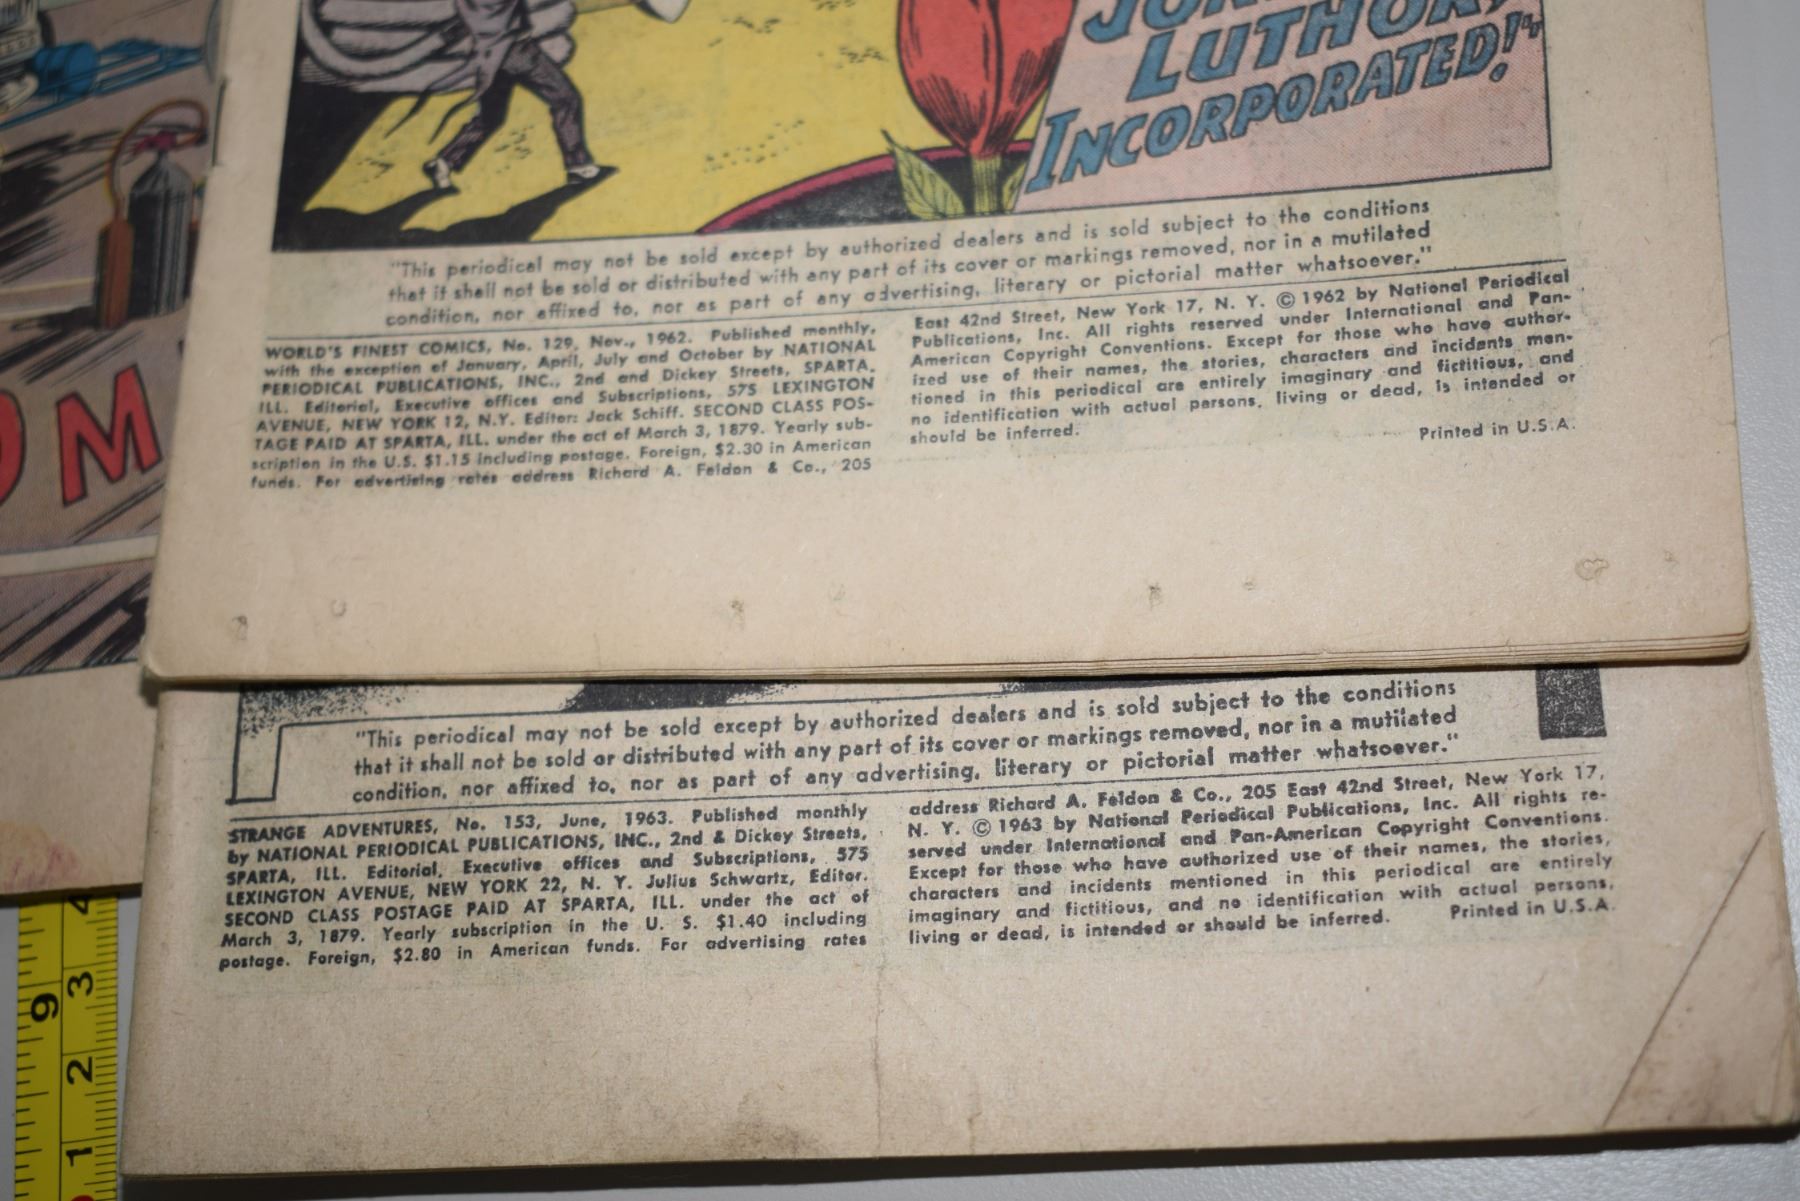 LUTHOR,
INCORPORATED!"
"This periodical may not be sold except by authorized dealers and is sold subject to the conditions
that it shall not be sold or distributed with any part of its cover or markings removed, nor in a mutilated
condition, nor affixed to, nor as part of any advertising, literary or pictorial matter whatsoever."
WORLD'S FINEST COMICS, No. 129, Nov., 1962. Published monthly,
with the exception of January, April, July and October by NATIONAL
PERIODICAL PUBLICATIONS, INC., 2nd and Dickey Streets, SPARTA,
ILL. Editorial, Executive offices and Subscriptions, 575 LEXINGTON
AVENUE, NEW YORK 12, N.Y. Editor: Jack Schiff. SECOND CLASS POS-
TAGE PAID AT SPARTA, ILL. under the act of March 3, 1879. Yearly sub-
scription in the U.S. $1.15 including postage. Foreign, $2.30 in American
funds. For advertising rates address Richard A. Feldon & Co., 205
East 42nd Street, New York 17, N. Y. © 1962 by National Periodical
Publications, Inc. All rights reserved under International and Pan-
American Copyright Conventions. Except for those who have author-
ized use of their names, the stories, characters and incidents men-
tioned in this periodical are entirely imaginary and fictitious, and
no identification with actual persons, living or dead, is intended or
should be inferred.
Printed in U.S.A.
OM
"This periodical may not be sold except by authorized dealers and is sold subject to the conditions
that it shall not be sold or distributed with any part of its cover or markings removed, nor in a mutilated
condition, nor affixed to, nor as part of any advertising, literary or pictorial matter whatsoever."
STRANGE ADVENTURES, No. 153, June, 1963. Published monthly
by NATIONAL PERIODICAL PUBLICATIONS, INC., 2nd & Dickey Streets,
SPARTA, ILL. Editorial, Executive offices and Subscriptions, 575
LEXINGTON AVENUE, NEW YORK 22, N. Y. Julius Schwartz, Editor.
SECOND CLASS POSTAGE PAID AT SPARTA, ILL. under the act of
March 3, 1879. Yearly subscription in the U. S. $1.40 including
postage. Foreign, $2.80 in American funds. For advertising rates
address Richard A. Feldon & Co., 205 East 42nd Street, New York 17,
N. Y. © 1963 by National Periodical Publications, Inc. All rights re-
served under International and Pan-American Copyright Conventions.
Except for those who have authorized use of their names, the stories,
characters and incidents mentioned in this periodical are entirely
imaginary and fictitious, and no identification with actual persons,
living or dead, is intended or should be inferred.
Printed in U.S.A.
4
3
9
2
1